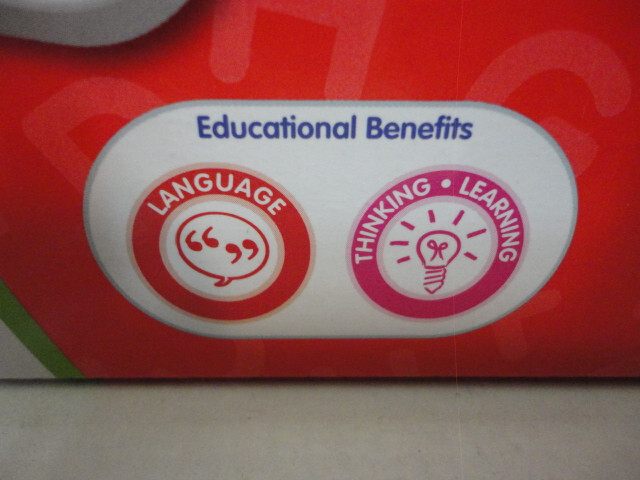 Educational Benefits
LANGUAGE
THINKING • LEARNING